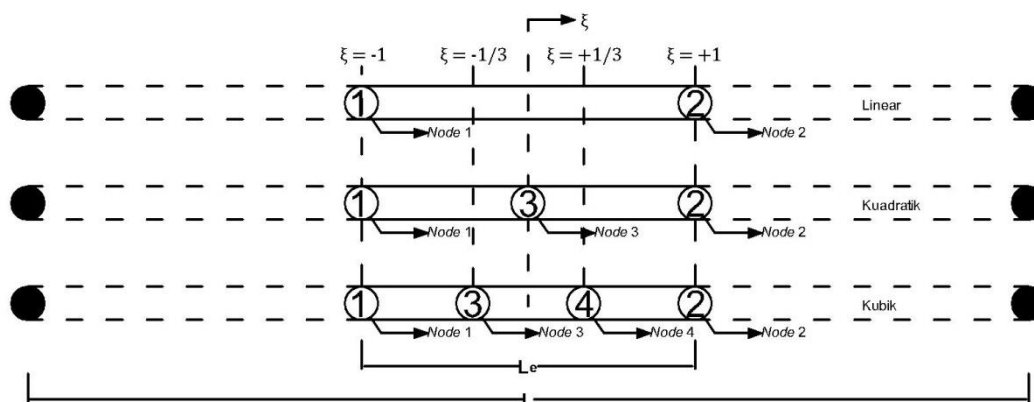 ξ
ξ = -1 ξ = -1/3 ξ = +1/3 ξ = +1
1 2 Linear
Node 1 Node 2
1 3 2 Kuadratik
Node 1 Node 3 Node 2
1 3 4 2 Kubik
Node 1 Node 3 Node 4 Node 2
Le